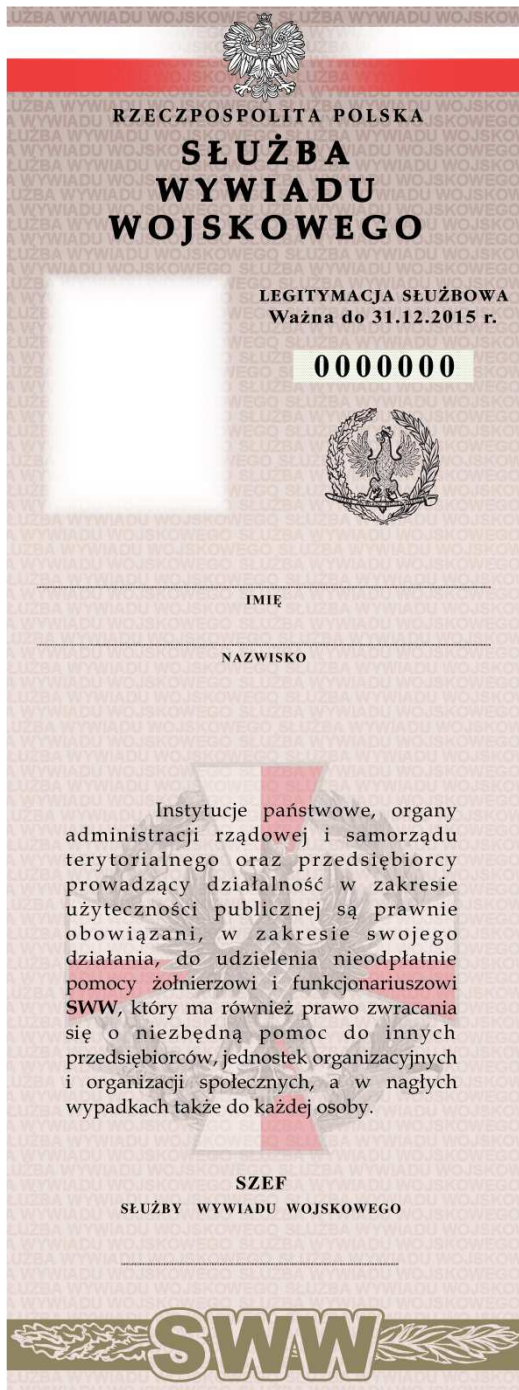 RZECZPOSPOLITA POLSKA
SŁUŻBA
WYWIADU
WOJSKOWEGO
LEGITYMACJA SŁUŻBOWA
Ważna do 31.12.2015 r.
0000000
IMIĘ
NAZWISKO
Instytucje państwowe, organy
administracji rządowej i samorządu
terytorialnego oraz przedsiębiorcy
prowadzący działalność w zakresie
użyteczności publicznej są prawnie
obowiązani, w zakresie swojego
działania, do udzielenia nieodpłatnie
pomocy żołnierzowi i funkcjonariuszowi
SWW, który ma również prawo zwracania
się o niezbędną pomoc do innych
przedsiębiorców, jednostek organizacyjnych
i organizacji społecznych, a w nagłych
wypadkach także do każdej osoby.
SZEF
SŁUŻBY WYWIADU WOJSKOWEGO
SWW